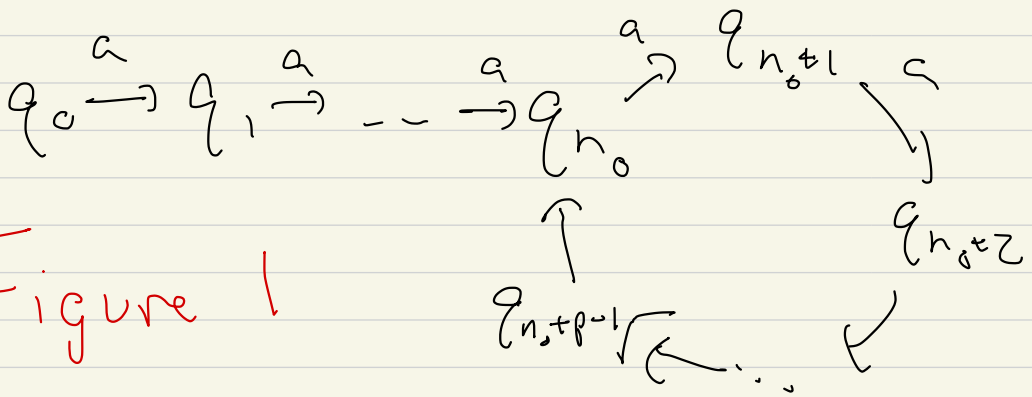 a a a a
q₀ → q₁ → - - → qₙ₀ → qₙ₀₊₁ a
qₙ₀₊₂
Figure 1
qₙ₀₊ₚ₋₁ ...